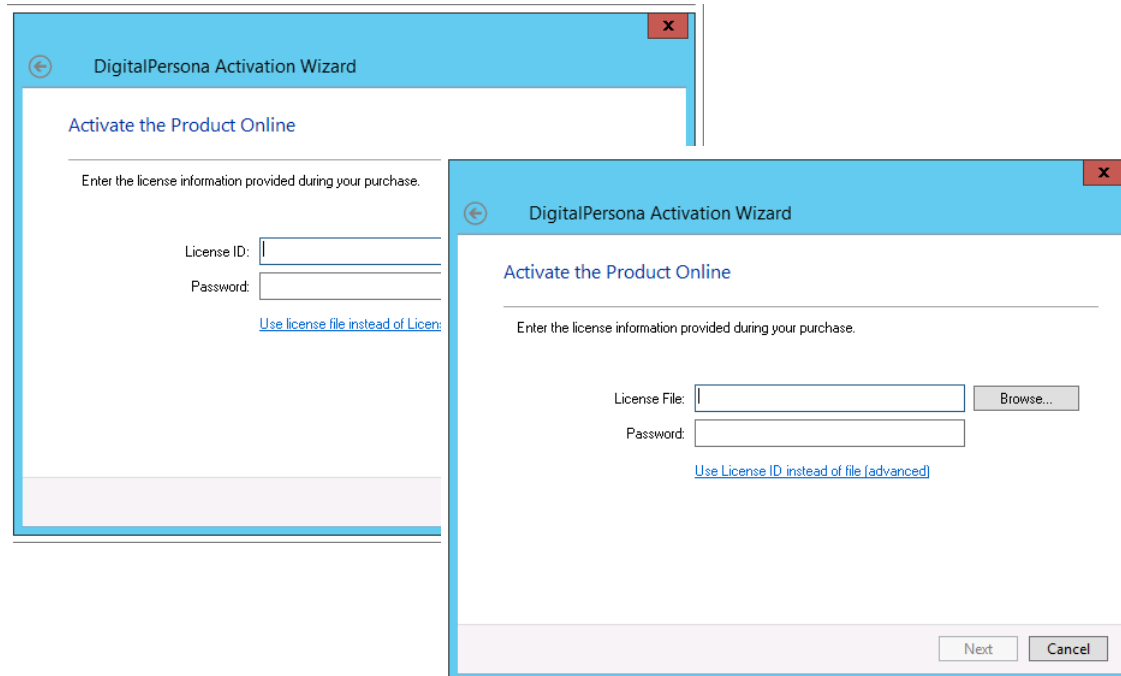 x
DigitalPersona Activation Wizard
Activate the Product Online
Enter the license information provided during your purchase.
License ID:
Password:
Use license file instead of Licen
x
DigitalPersona Activation Wizard
Activate the Product Online
Enter the license information provided during your purchase.
License File:
Browse...
Password:
Use License ID instead of file (advanced)
Next Cancel